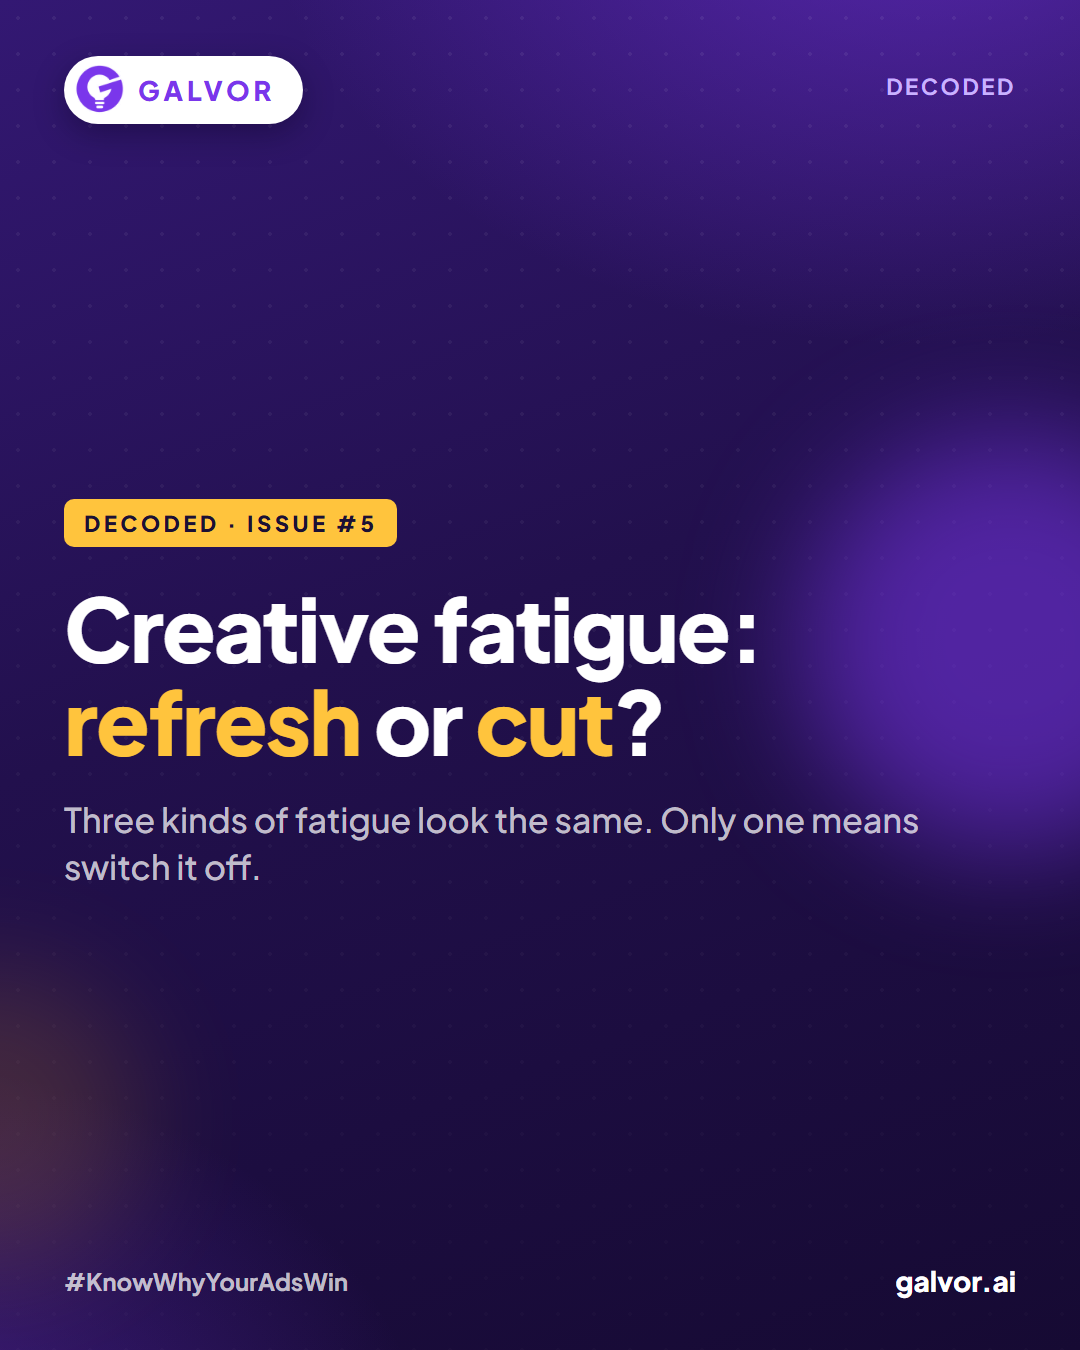 GALVOR
DECODED
DECODED · ISSUE #5
Creative fatigue:
refresh or cut?
Three kinds of fatigue look the same. Only one means
switch it off.
#KnowWhyYourAdsWin
galvor.ai